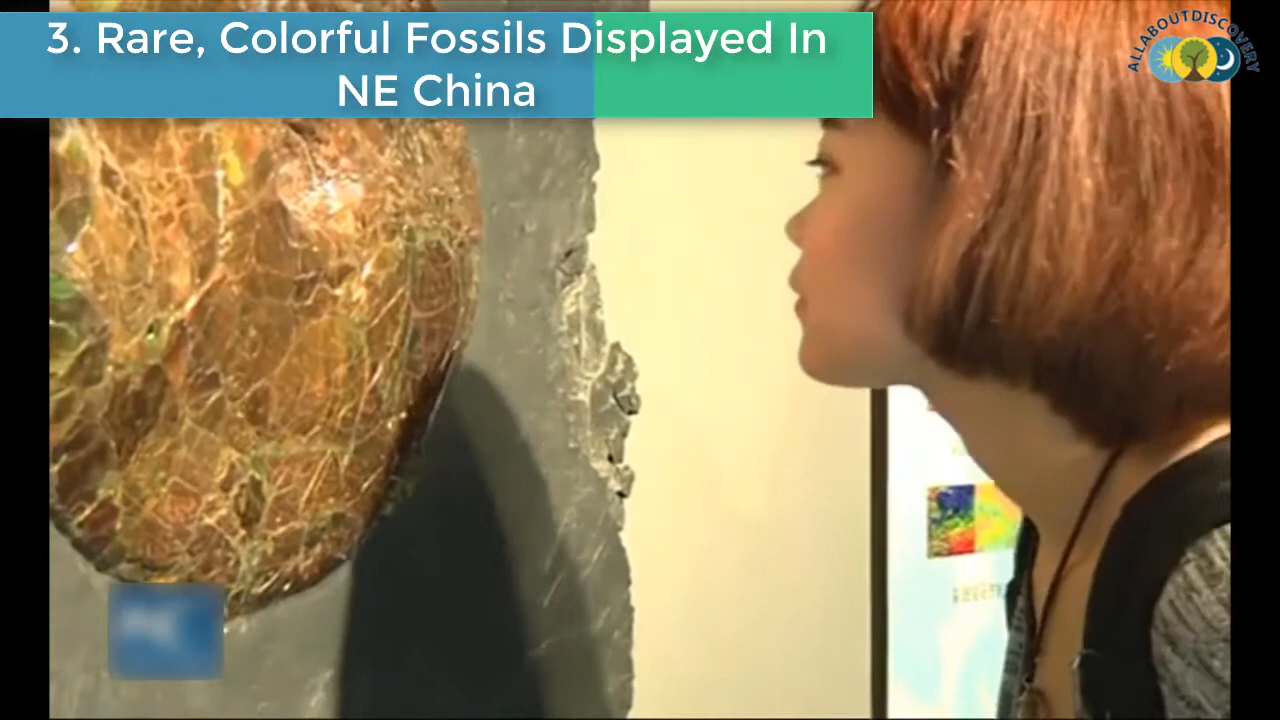 3. Rare, Colorful Fossils Displayed In
NE China
ALLABOUTDISCOVERY